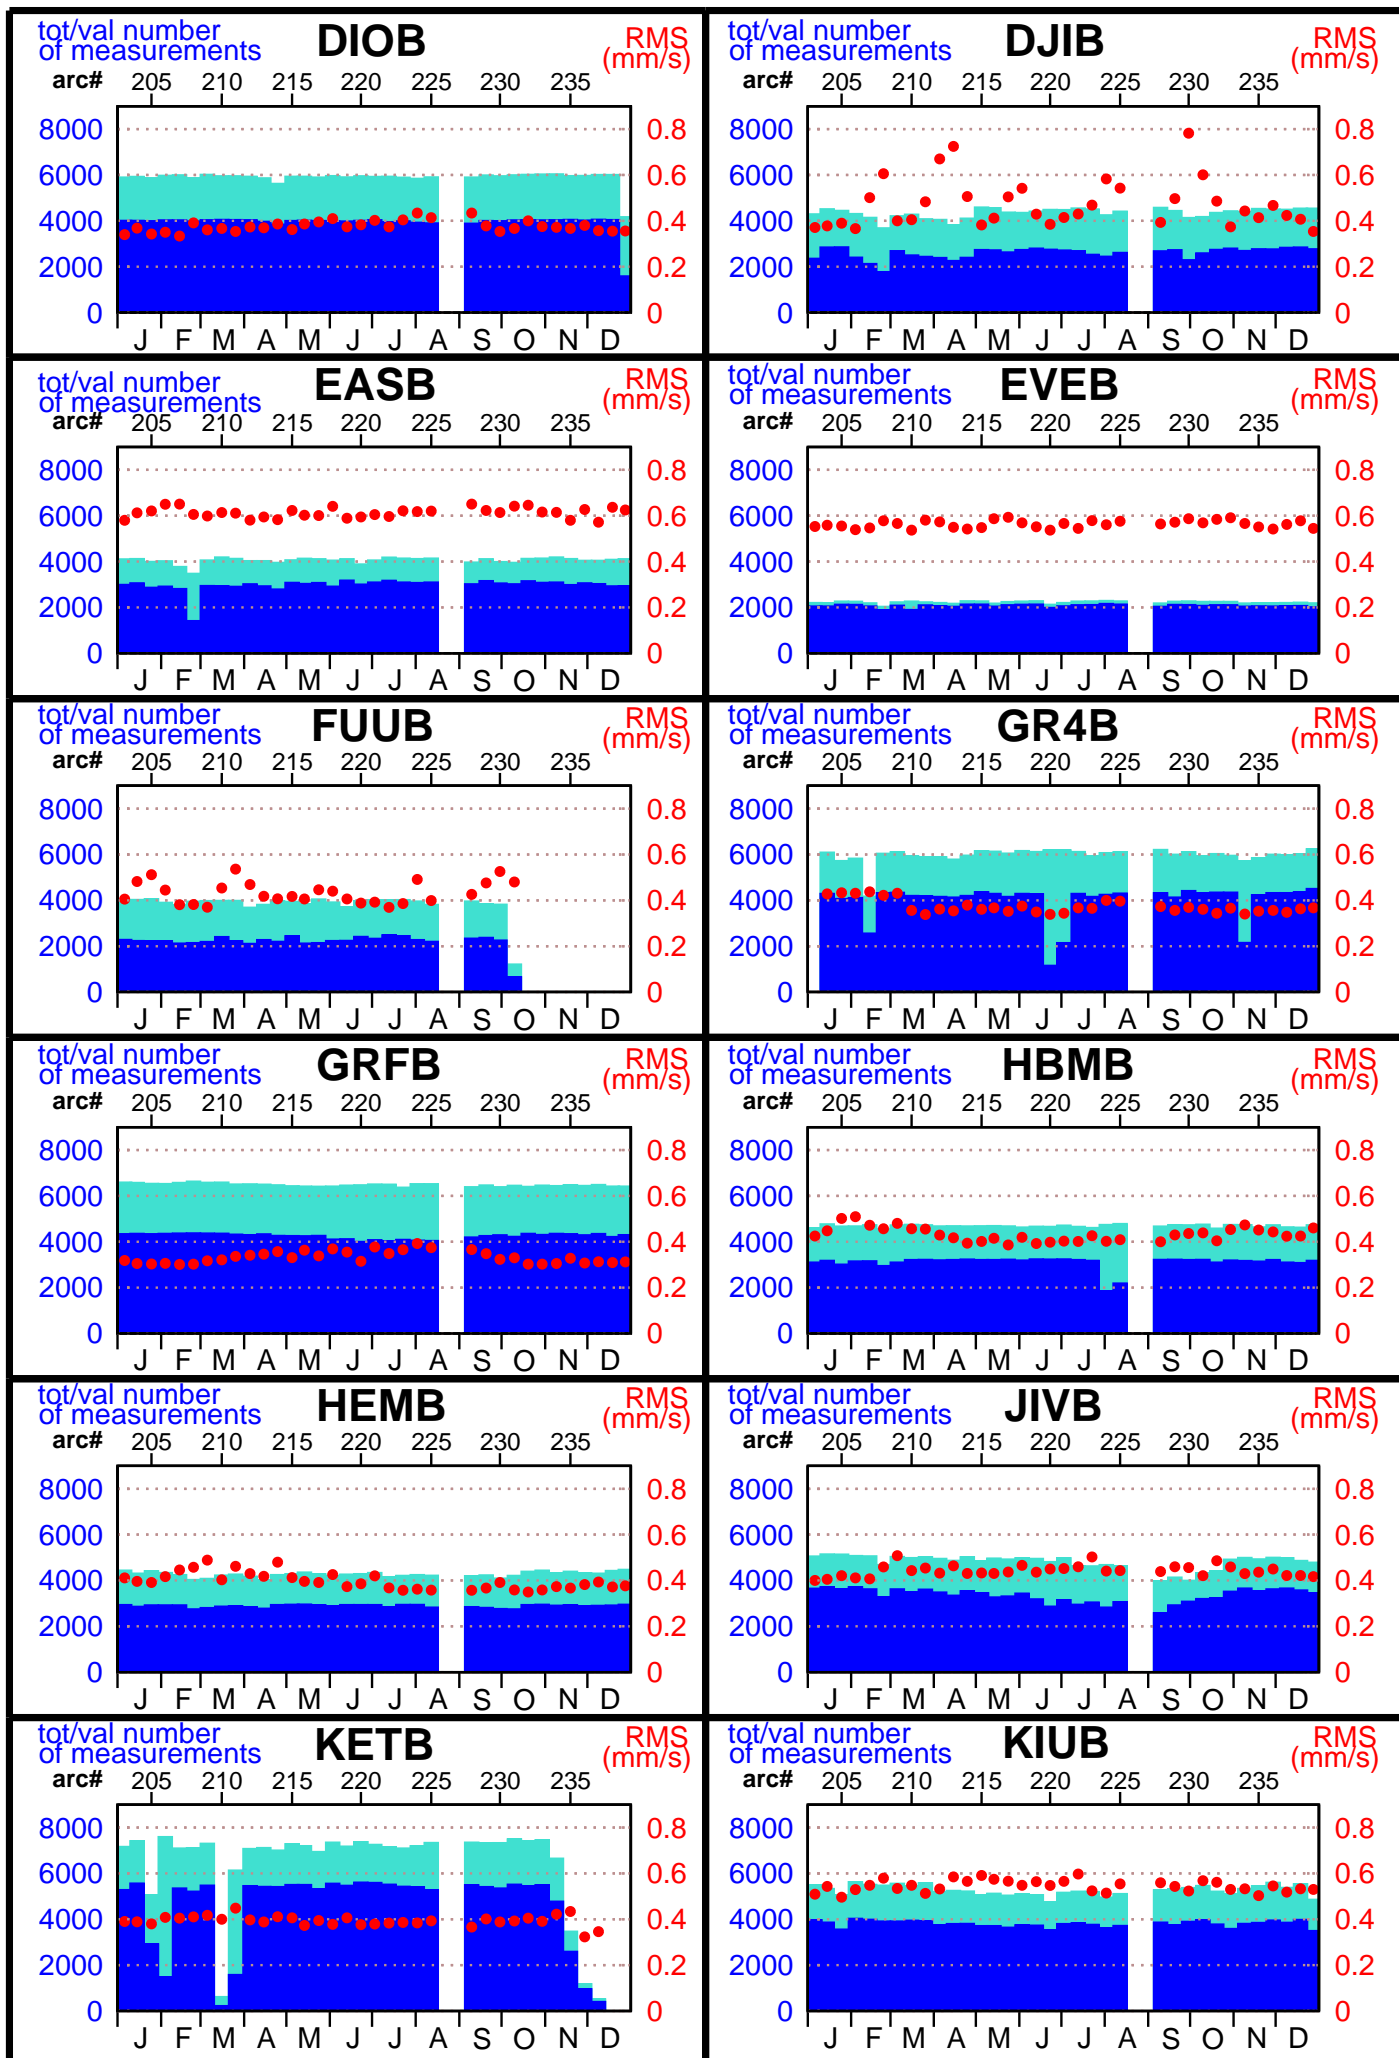 tot/val number
of measurements
DIOB
RMS
(mm/s)
arc# 205 210 215 220 225 230 235
8000 0.8
6000 0.6
4000 0.4
2000 0.2
0 0
J F M A M J J A S O N D
tot/val number
of measurements
DJIB
RMS
(mm/s)
arc# 205 210 215 220 225 230 235
8000 0.8
6000 0.6
4000 0.4
2000 0.2
0 0
J F M A M J J A S O N D
tot/val number
of measurements
EASB
RMS
(mm/s)
arc# 205 210 215 220 225 230 235
8000 0.8
6000 0.6
4000 0.4
2000 0.2
0 0
J F M A M J J A S O N D
tot/val number
of measurements
EVEB
RMS
(mm/s)
arc# 205 210 215 220 225 230 235
8000 0.8
6000 0.6
4000 0.4
2000 0.2
0 0
J F M A M J J A S O N D
tot/val number
of measurements
FUUB
RMS
(mm/s)
arc# 205 210 215 220 225 230 235
8000 0.8
6000 0.6
4000 0.4
2000 0.2
0 0
J F M A M J J A S O N D
tot/val number
of measurements
GR4B
RMS
(mm/s)
arc# 205 210 215 220 225 230 235
8000 0.8
6000 0.6
4000 0.4
2000 0.2
0 0
J F M A M J J A S O N D
tot/val number
of measurements
GRFB
RMS
(mm/s)
arc# 205 210 215 220 225 230 235
8000 0.8
6000 0.6
4000 0.4
2000 0.2
0 0
J F M A M J J A S O N D
tot/val number
of measurements
HBMB
RMS
(mm/s)
arc# 205 210 215 220 225 230 235
8000 0.8
6000 0.6
4000 0.4
2000 0.2
0 0
J F M A M J J A S O N D
tot/val number
of measurements
HEMB
RMS
(mm/s)
arc# 205 210 215 220 225 230 235
8000 0.8
6000 0.6
4000 0.4
2000 0.2
0 0
J F M A M J J A S O N D
tot/val number
of measurements
JIVB
RMS
(mm/s)
arc# 205 210 215 220 225 230 235
8000 0.8
6000 0.6
4000 0.4
2000 0.2
0 0
J F M A M J J A S O N D
tot/val number
of measurements
KETB
RMS
(mm/s)
arc# 205 210 215 220 225 230 235
8000 0.8
6000 0.6
4000 0.4
2000 0.2
0 0
J F M A M J J A S O N D
tot/val number
of measurements
KIUB
RMS
(mm/s)
arc# 205 210 215 220 225 230 235
8000 0.8
6000 0.6
4000 0.4
2000 0.2
0 0
J F M A M J J A S O N D